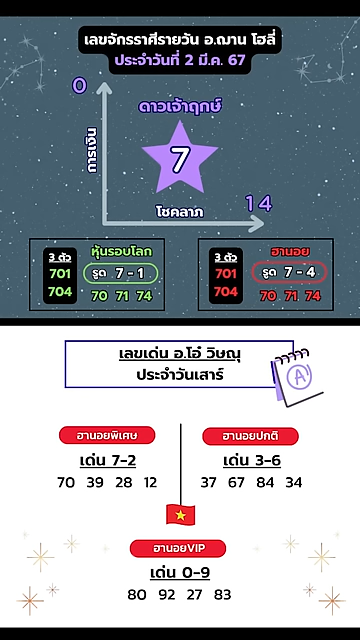 เลขจักรราศีรายวัน อ.ฌาน โฮลี่
ประจำวันที่ 2 มี.ค. 67
0
ดาวเจ้าฤกษ์
การเงิน
7
โชคลาภ
14
3 ตัว
701
704
หุ้นรอบโลก
รูด 7 - 1
70 71 74
3 ตัว
701
704
ฮานอย
รูด 7 - 4
70 71 74
เลขเด่น อ.โอ๋ วิษณุ
ประจำวันเสาร์
A+
ฮานอยพิเศษ
เด่น 7-2
70 39 28 12
ฮานอยปกติ
เด่น 3-6
37 67 84 34
ฮานอยVIP
เด่น 0-9
80 92 27 83